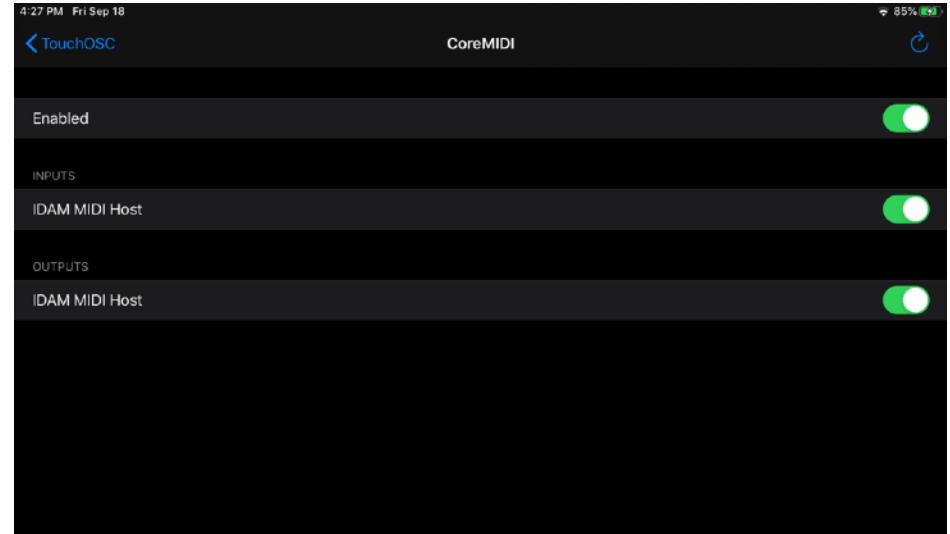 4:27 PM Fri Sep 18 85%
TouchOSC CoreMIDI
Enabled
INPUTS
IDAM MIDI Host
OUTPUTS
IDAM MIDI Host